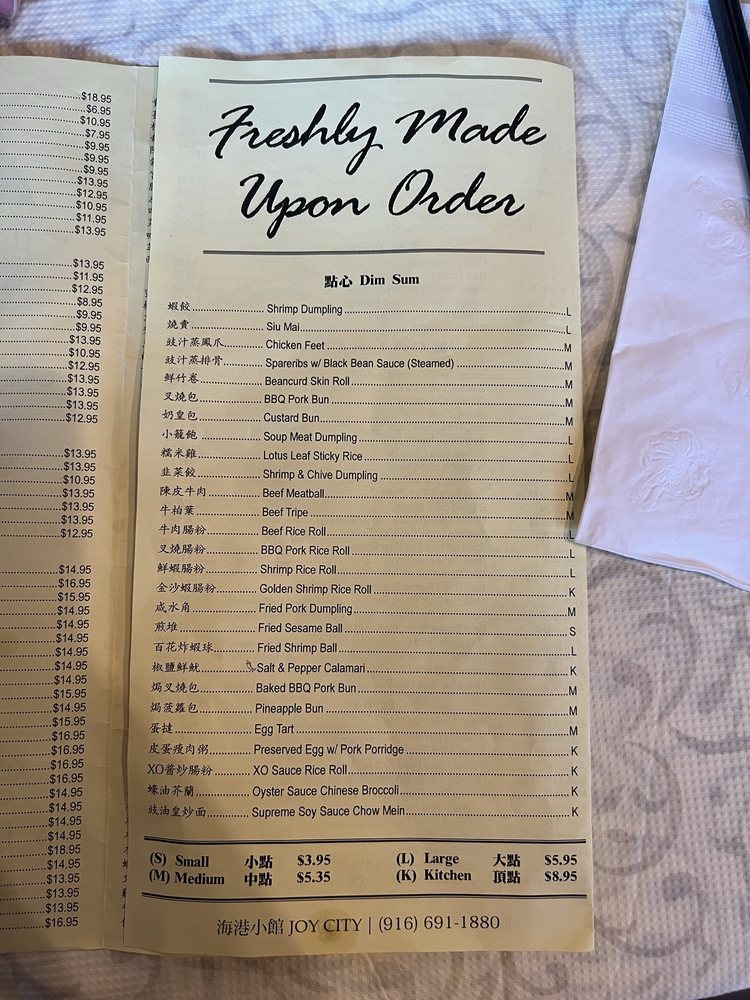 $18.95
$6.95
$10.95
$7.95
$9.95
$9.95
$9.95
$13.95
$12.95
$10.95
$11.95
$13.95
$13.95
$11.95
$12.95
$8.95
$9.95
$9.95
$13.95
$10.95
$12.95
$13.95
$13.95
$13.95
$12.95
$13.95
$13.95
$10.95
$13.95
$13.95
$13.95
$12.95
$14.95
$16.95
$15.95
$14.95
$14.95
$14.95
$14.95
$14.95
$14.95
$15.95
$14.95
$15.95
$16.95
$16.95
$16.95
$16.95
$14.95
$14.95
$14.95
$18.95
$14.95
$13.95
$13.95
$13.95
$16.95
Freshly Made
Upon Order
點心 Dim Sum
蝦餃 Shrimp Dumpling L
燒賣 Siu Mai L
豉汁蒸鳳爪 Chicken Feet M
豉汁蒸排骨 Spareribs w/ Black Bean Sauce (Steamed) M
鮮竹卷 Beancurd Skin Roll M
叉燒包 BBQ Pork Bun M
奶皇包 Custard Bun M
小籠飽 Soup Meat Dumpling L
糯米雞 Lotus Leaf Sticky Rice L
韭菜餃 Shrimp & Chive Dumpling L
陳皮牛肉 Beef Meatball M
牛柏葉 Beef Tripe M
牛肉腸粉 Beef Rice Roll L
叉燒腸粉 BBQ Pork Rice Roll L
鮮蝦腸粉 Shrimp Rice Roll L
金沙蝦腸粉 Golden Shrimp Rice Roll K
咸水角 Fried Pork Dumpling M
煎堆 Fried Sesame Ball S
百花炸蝦球 Fried Shrimp Ball L
椒鹽鮮魷 Salt & Pepper Calamari K
焗叉燒包 Baked BBQ Pork Bun M
焗菠蘿包 Pineapple Bun M
蛋撻 Egg Tart M
皮蛋瘦肉粥 Preserved Egg w/ Pork Porridge K
XO醬炒腸粉 XO Sauce Rice Roll K
蠔油芥蘭 Oyster Sauce Chinese Broccoli K
豉油皇炒面 Supreme Soy Sauce Chow Mein K
(S) Small 小點 $3.95 (L) Large 大點 $5.95
(M) Medium 中點 $5.35 (K) Kitchen 頂點 $8.95
海港小館 JOY CITY | (916) 691-1880